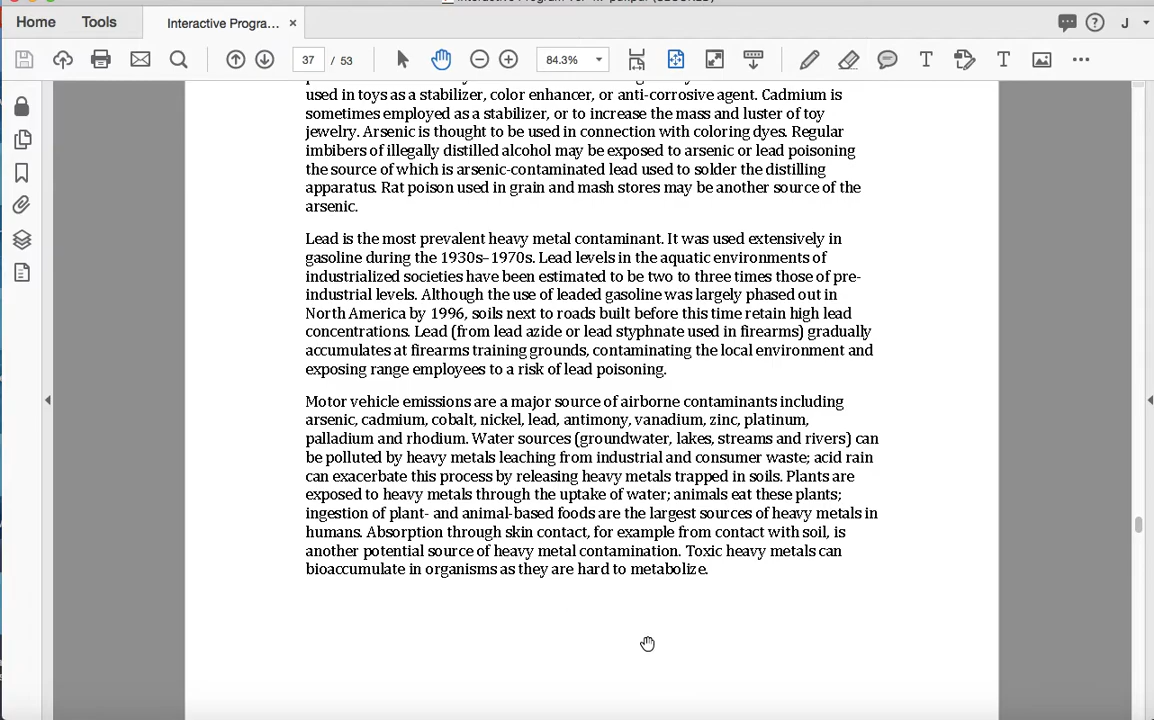 Home
Tools
Interactive Progra...
J
37 / 53
84.3%
used in toys as a stabilizer, color enhancer, or anti-corrosive agent. Cadmium is
sometimes employed as a stabilizer, or to increase the mass and luster of toy
jewelry. Arsenic is thought to be used in connection with coloring dyes. Regular
imbibers of illegally distilled alcohol may be exposed to arsenic or lead poisoning
the source of which is arsenic-contaminated lead used to solder the distilling
apparatus. Rat poison used in grain and mash stores may be another source of the
arsenic.
Lead is the most prevalent heavy metal contaminant. It was used extensively in
gasoline during the 1930s–1970s. Lead levels in the aquatic environments of
industrialized societies have been estimated to be two to three times those of pre-
industrial levels. Although the use of leaded gasoline was largely phased out in
North America by 1996, soils next to roads built before this time retain high lead
concentrations. Lead (from lead azide or lead styphnate used in firearms) gradually
accumulates at firearms training grounds, contaminating the local environment and
exposing range employees to a risk of lead poisoning.
Motor vehicle emissions are a major source of airborne contaminants including
arsenic, cadmium, cobalt, nickel, lead, antimony, vanadium, zinc, platinum,
palladium and rhodium. Water sources (groundwater, lakes, streams and rivers) can
be polluted by heavy metals leaching from industrial and consumer waste; acid rain
can exacerbate this process by releasing heavy metals trapped in soils. Plants are
exposed to heavy metals through the uptake of water; animals eat these plants;
ingestion of plant- and animal-based foods are the largest sources of heavy metals in
humans. Absorption through skin contact, for example from contact with soil, is
another potential source of heavy metal contamination. Toxic heavy metals can
bioaccumulate in organisms as they are hard to metabolize.